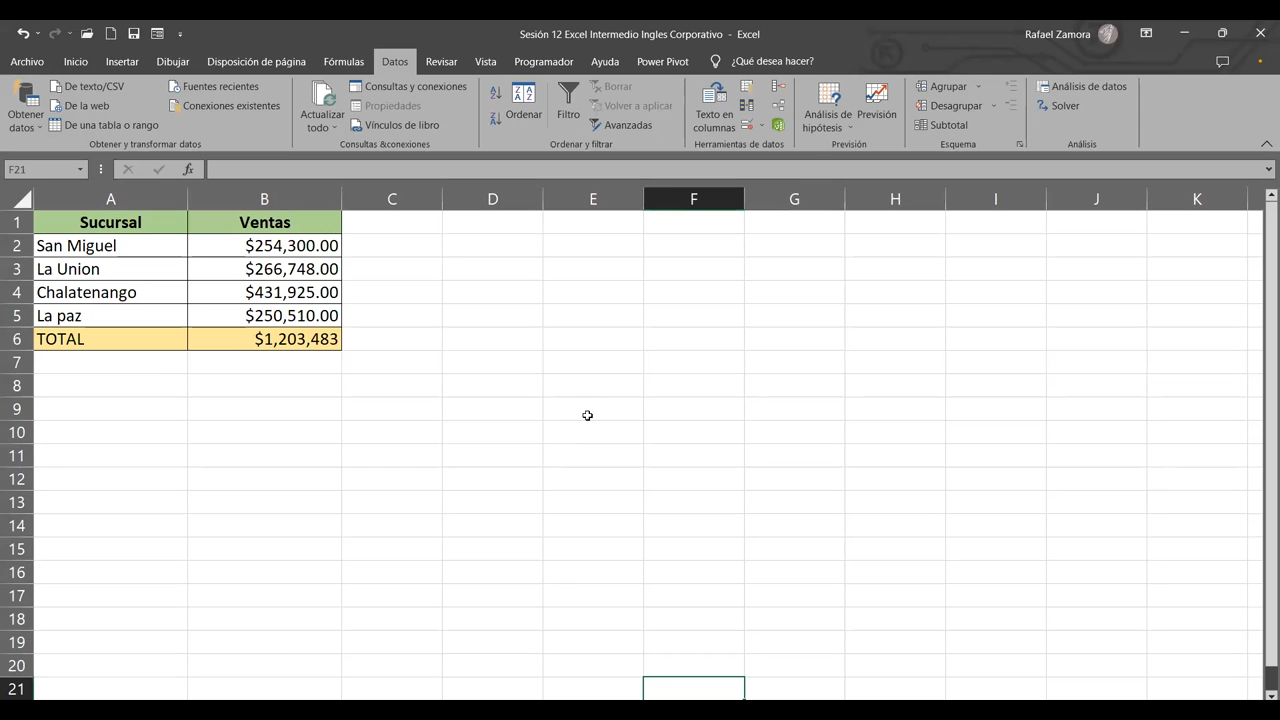 Sesión 12 Excel Intermedio Ingles Corporativo - Excel
Rafael Zamora
Archivo Inicio Insertar Dibujar Disposición de página Fórmulas Datos Revisar Vista Programador Ayuda Power Pivot ¿Qué desea hacer?
Obtener datos
De texto/CSV
De la web
De una tabla o rango
Fuentes recientes
Conexiones existentes
Obtener y transformar datos
Actualizar todo
Consultas y conexiones
Propiedades
Vínculos de libro
Consultas &conexiones
Ordenar
Filtro
Borrar
Volver a aplicar
Avanzadas
Ordenar y filtrar
Texto en columnas
Herramientas de datos
Análisis de hipótesis
Previsión
Previsión
Agrupar
Desagrupar
Subtotal
Esquema
Análisis de datos
Solver
Análisis
F21 fx
A B C D E F G H I J K
1 Sucursal Ventas
2 San Miguel $254,300.00
3 La Union $266,748.00
4 Chalatenango $431,925.00
5 La paz $250,510.00
6 TOTAL $1,203,483
7
8
9
10
11
12
13
14
15
16
17
18
19
20
21